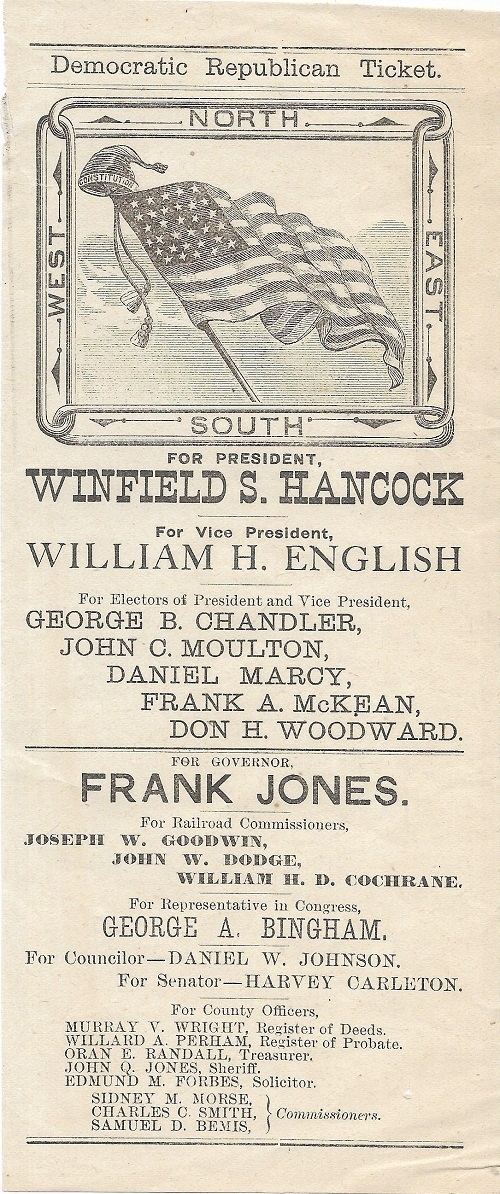 Democratic Republican Ticket.
NORTH
CONSTITUTION
WEST
EAST
SOUTH
FOR PRESIDENT,
WINFIELD S. HANCOCK
For Vice President,
WILLIAM H. ENGLISH
For Electors of President and Vice President,
GEORGE B. CHANDLER,
JOHN C. MOULTON,
DANIEL MARCY,
FRANK A. McKEAN,
DON H. WOODWARD.
FOR GOVERNOR,
FRANK JONES.
For Railroad Commissioners,
JOSEPH W. GOODWIN,
JOHN W. DODGE,
WILLIAM H. D. COCHRANE.
For Representative in Congress,
GEORGE A. BINGHAM.
For Councilor—DANIEL W. JOHNSON.
For Senator—HARVEY CARLETON.
For County Officers,
MURRAY V. WRIGHT, Register of Deeds.
WILLARD A. PERHAM, Register of Probate.
ORAN E. RANDALL, Treasurer.
JOHN Q. JONES, Sheriff.
EDMUND M. FORBES, Solicitor.
SIDNEY M. MORSE,
CHARLES C. SMITH, } Commissioners.
SAMUEL D. BEMIS,